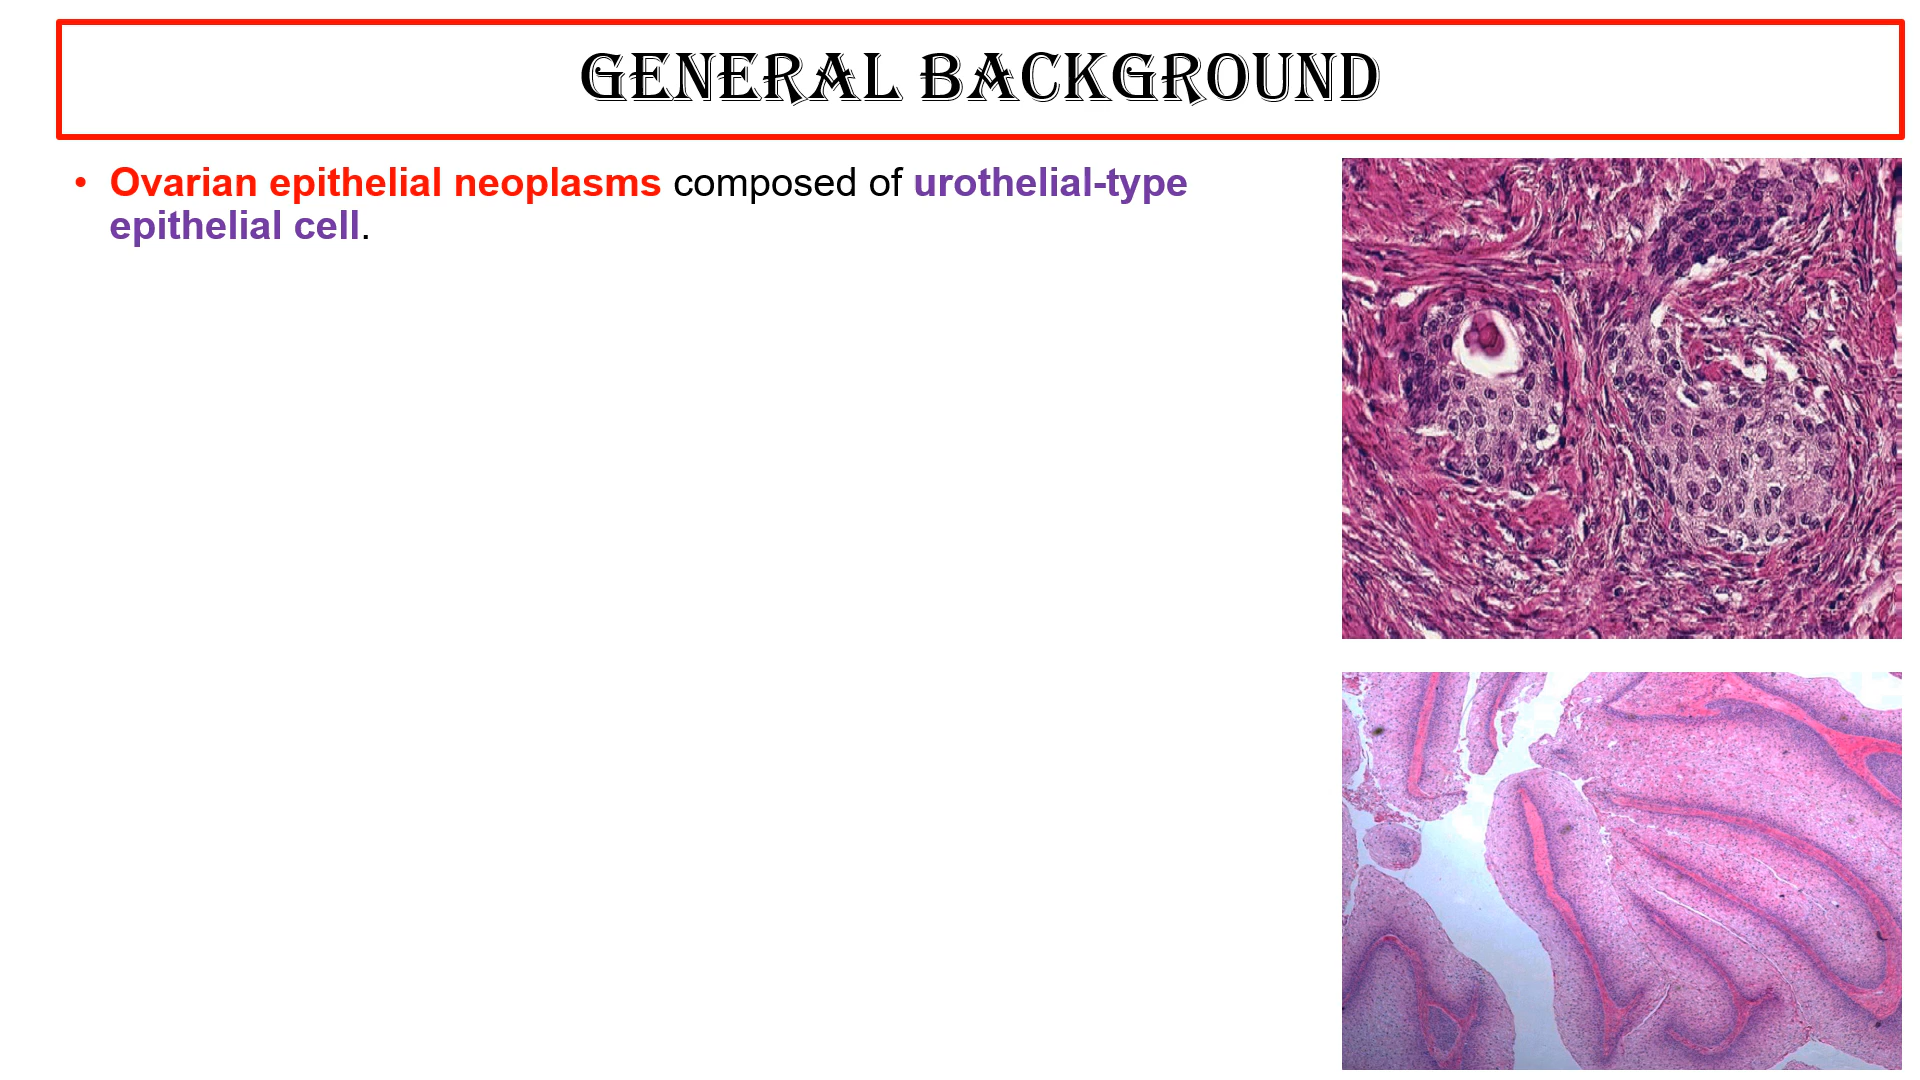 GENERAL BACKGROUND
• Ovarian epithelial neoplasms composed of urothelial-type
epithelial cell.